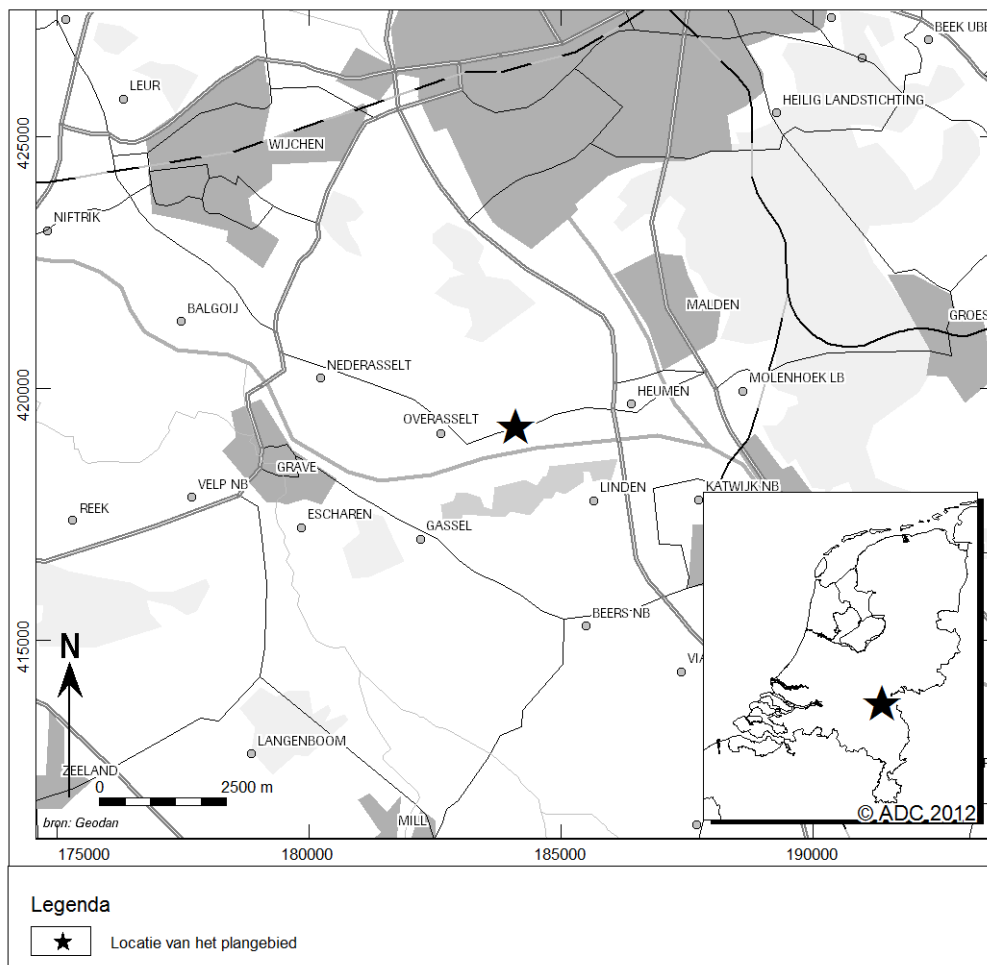 BEEK UBB
LEUR
HEILIG LANDSTICHTING
425000
WIJCHEN
NIFTRIK
BALGOIJ
MALDEN
GROES
NEDERASSELT
MOLENHOEK LB
HEUMEN
420000
OVERASSELT
GRAVE
VELP NB
LINDEN
KATWIJK NB
REEK
ESCHAREN
GASSEL
BEERS NB
415000
N
VIA
LANGENBOOM
ZEELAND
0 2500 m
© ADC 2012
MILL
bron: Geodan
175000 180000 185000 190000
Legenda
Locatie van het plangebied